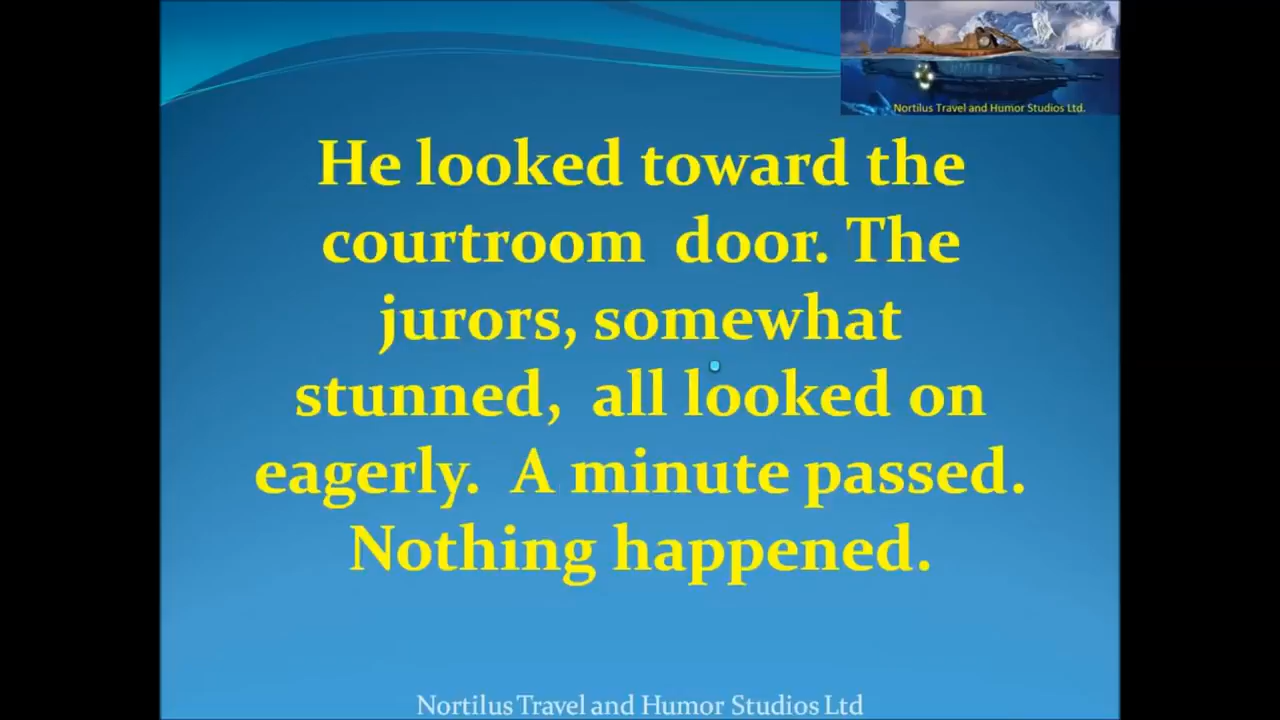 Nortilus Travel and Humor Studios Ltd.
He looked toward the
courtroom  door. The
jurors, somewhat
stunned,  all looked on
eagerly.  A minute passed.
Nothing happened.
Nortilus Travel and Humor Studios Ltd